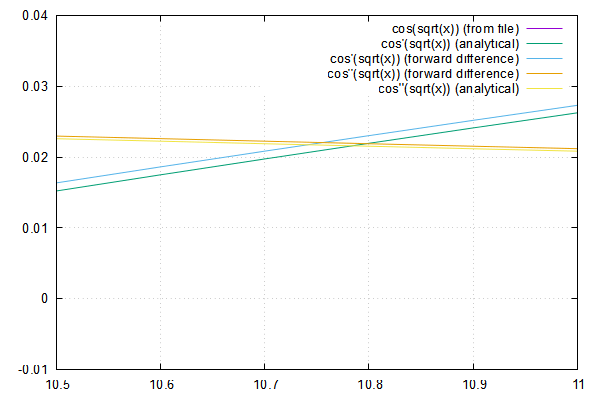 0.04
0.03
0.02
0.01
0
-0.01
10.5 10.6 10.7 10.8 10.9 11
cos(sqrt(x)) (from file)
cos'(sqrt(x)) (analytical)
cos'(sqrt(x)) (forward difference)
cos''(sqrt(x)) (forward difference)
cos''(sqrt(x)) (analytical)